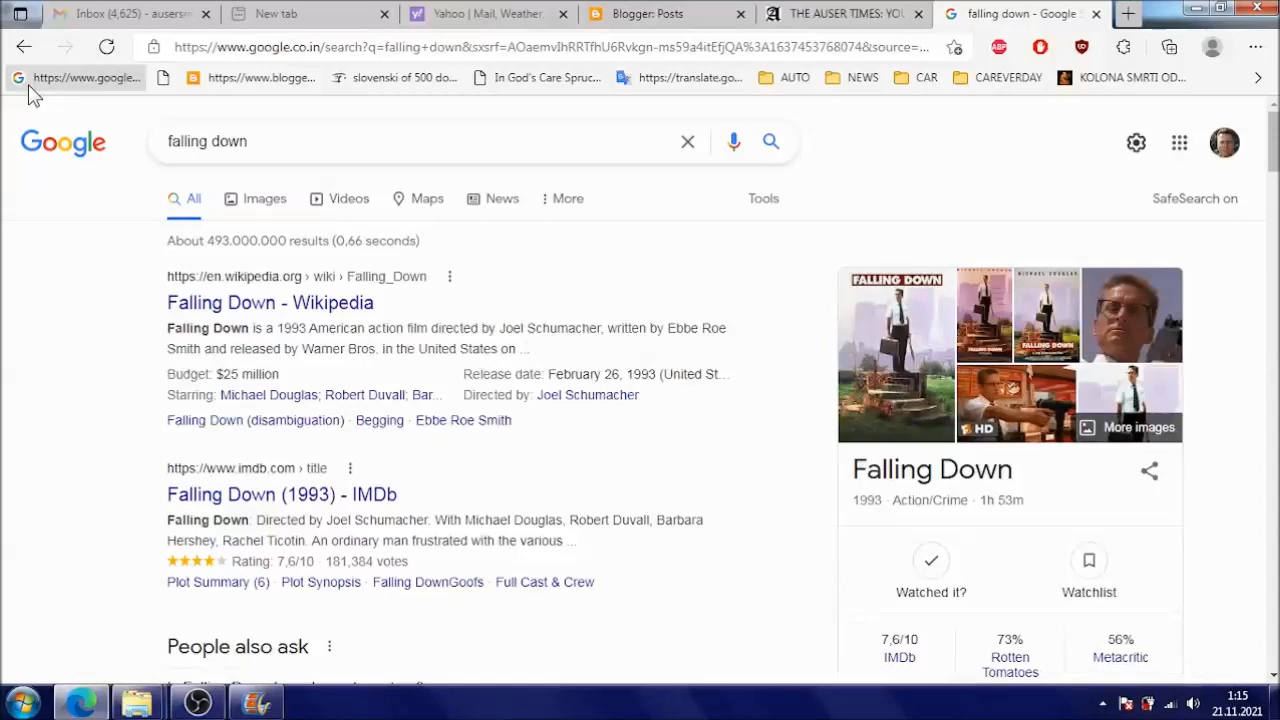 Inbox (4,625) - ausersm
New tab
Yahoo | Mail, Weather,
Blogger: Posts
THE AUSER TIMES: YOU
falling down - Google S
https://www.google.co.in/search?q=falling+down&sxsrf=AOaemvIhRRTfhU6Rvkgn-ms59a4itEfjQA%3A1637453768074&source=...
ABP
https://www.google...
https://www.blogge...
slovenski of 500 do...
In God's Care Spruc...
https://translate.go...
AUTO
NEWS
CAR
CAREVERDAY
KOLONA SMRTI OD...
Google
falling down
All
Images
Videos
Maps
News
More
Tools
SafeSearch on
About 493.000.000 results (0,66 seconds)
https://en.wikipedia.org › wiki › Falling_Down
Falling Down - Wikipedia
Falling Down is a 1993 American action film directed by Joel Schumacher, written by Ebbe Roe
Smith and released by Warner Bros. in the United States on ...
Budget: $25 million
Release date: February 26, 1993 (United St...
Starring: Michael Douglas; Robert Duvall; Bar...
Directed by: Joel Schumacher
Falling Down (disambiguation) · Begging · Ebbe Roe Smith
https://www.imdb.com › title
Falling Down (1993) - IMDb
Falling Down: Directed by Joel Schumacher. With Michael Douglas, Robert Duvall, Barbara
Hershey, Rachel Ticotin. An ordinary man frustrated with the various ...
Rating: 7,6/10 · 181,384 votes
Plot Summary (6) · Plot Synopsis · Falling DownGoofs · Full Cast & Crew
People also ask
FALLING DOWN
MICHAEL DOUGLAS
FALLING DOWN
HD
More images
Falling Down
1993 · Action/Crime · 1h 53m
Watched it?
Watchlist
7,6/10
IMDb
73%
Rotten
Tomatoes
56%
Metacritic
1:15
21.11.2021